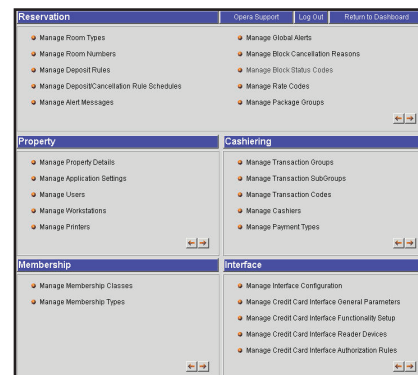 Reservation
Opera Support
Log Out
Return to Dashboard
Manage Room Types
Manage Room Numbers
Manage Deposit Rules
Manage Deposit/Cancellation Rule Schedules
Manage Alert Messages
Manage Global Alerts
Manage Block Cancellation Reasons
Manage Block Status Codes
Manage Rate Codes
Manage Package Groups
Property
Manage Property Details
Manage Application Settings
Manage Users
Manage Workstations
Manage Printers
Cashiering
Manage Transaction Groups
Manage Transaction SubGroups
Manage Transaction Codes
Manage Cashiers
Manage Payment Types
Membership
Manage Membership Classes
Manage Membership Types
Interface
Manage Interface Configuration
Manage Credit Card Interface General Parameters
Manage Credit Card Interface Functionality Setup
Manage Credit Card Interface Reader Devices
Manage Credit Card Interface Authorization Rules